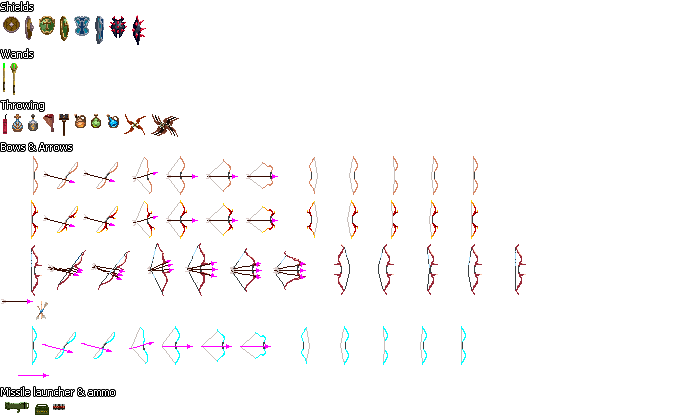 Shields
Wands
Throwing
Bows & Arrows
Missile launcher & ammo